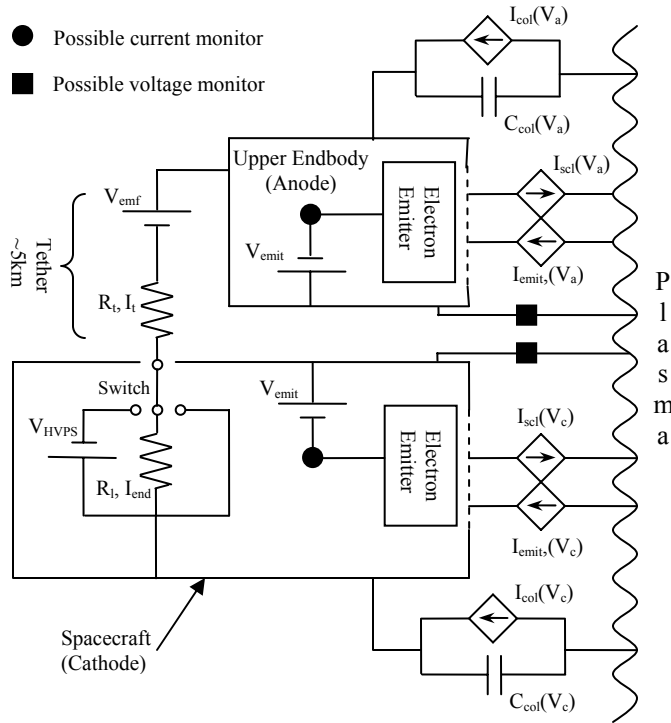 Possible current monitor
Possible voltage monitor
I_col(V_a)
C_col(V_a)
Upper Endbody
(Anode)
Electron
Emitter
V_emit
I_scl(V_a)
I_emit,(V_a)
V_emf
Tether
~5km
R_t, I_t
Plasma
Switch
V_HVPS
R_l, I_end
V_emit
Electron
Emitter
I_scl(V_c)
I_emit,(V_c)
Spacecraft
(Cathode)
I_col(V_c)
C_col(V_c)